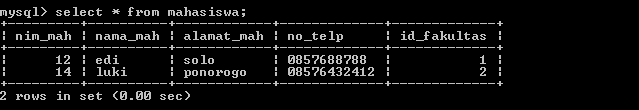 mysql> select * from mahasiswa;
+---------+----------+------------+-------------+-------------+
| nim_mah | nama_mah | alamat_mah | no_telp     | id_fakultas |
+---------+----------+------------+-------------+-------------+
|      12 | edi      | solo       | 0857688788  |           1 |
|      14 | luki     | ponorogo   | 08576432412 |           2 |
+---------+----------+------------+-------------+-------------+
2 rows in set (0.00 sec)